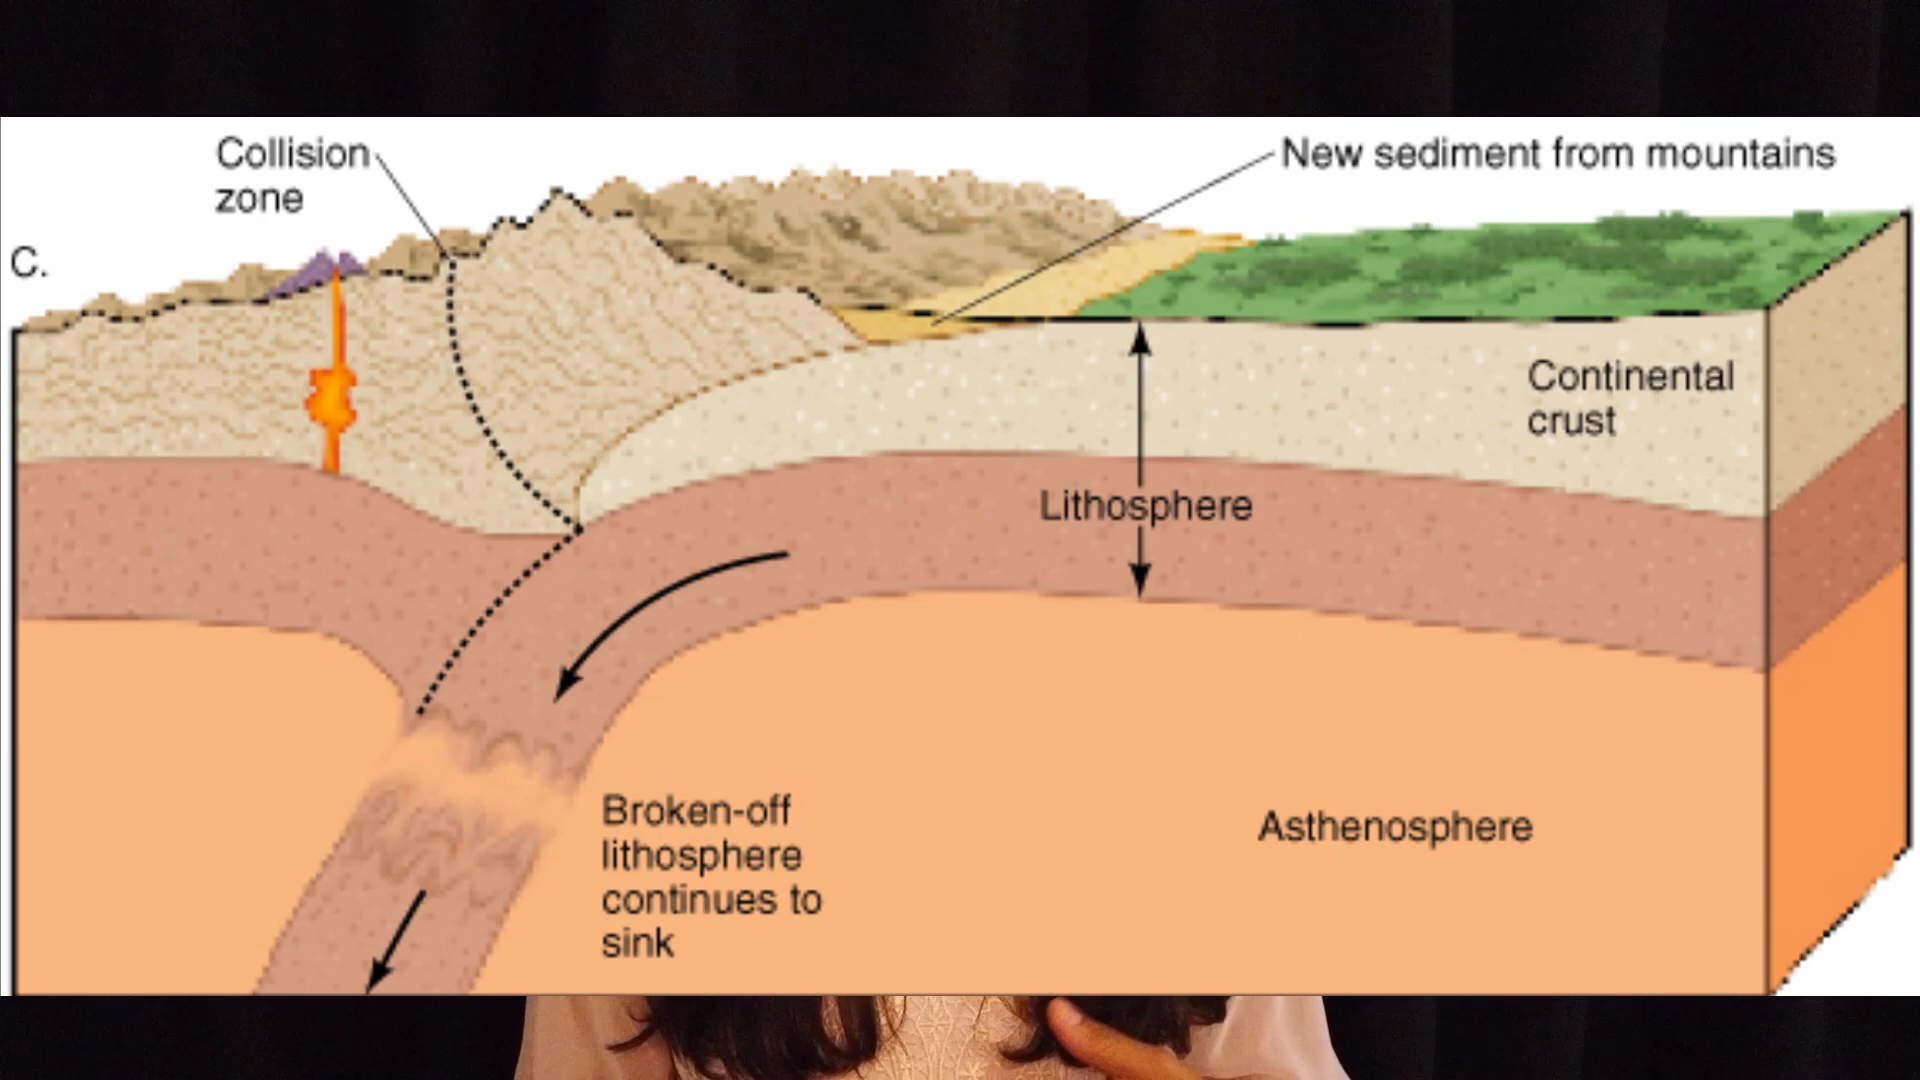 Collision
zone
New sediment from mountains
C.
Continental
crust
Lithosphere
Broken-off
lithosphere
continues to
sink
Asthenosphere